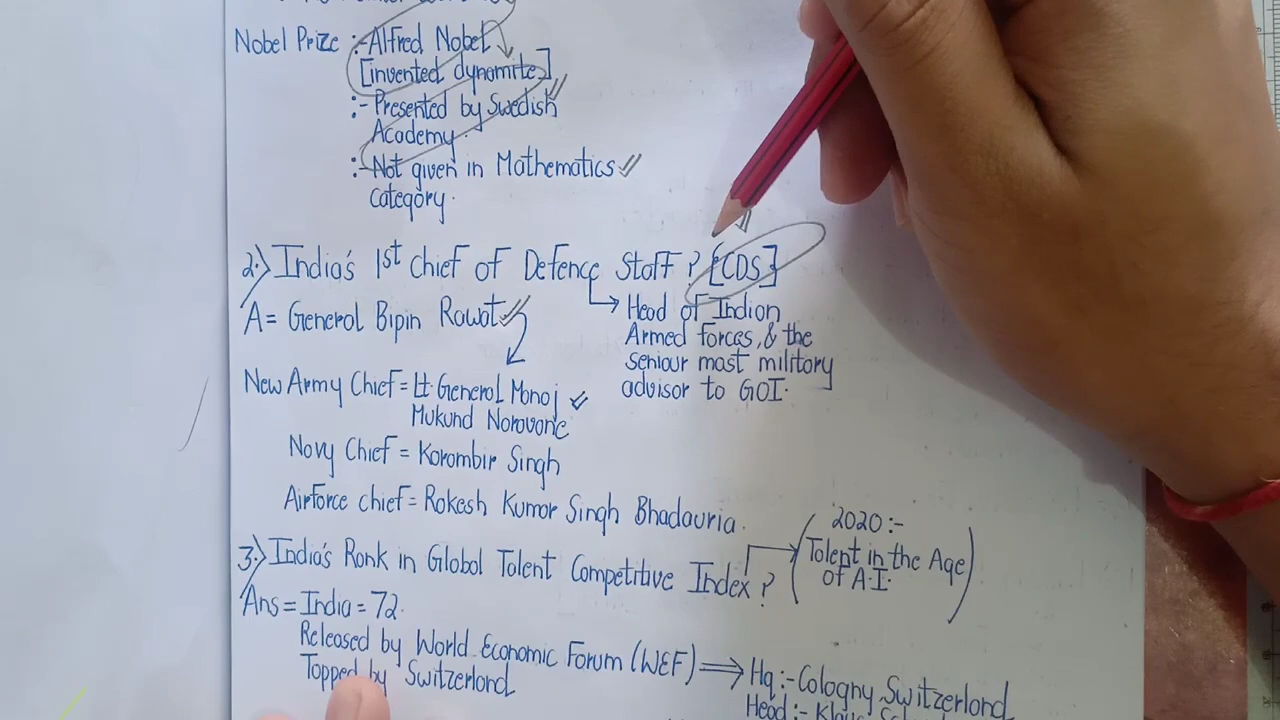 Nobel Prize :- Alfred Nobel
[invented dynamite]
:- Presented by Swedish
Academy.
:- Not given in Mathematics
category.
2.) India's 1st Chief of Defence Staff ? [CDS]
Head of Indian
Armed forces, & the
seniour most military
advisor to GOI.
A = General Bipin Rawat
New Army Chief = Lt. General Manoj
Mukund Naravane
Navy Chief = Karambir Singh
Airforce chief = Rakesh Kumar Singh Bhadauria.
3.) India's Rank in Global Talent Competitive Index ?
2020 :-
Talent in the Age
of A.I.
Ans = India = 72.
Released by World Economic Forum (WEF) ⇒ Hq :- Cologny Switzerland
Topped by Switzerland
Head :- Klaus